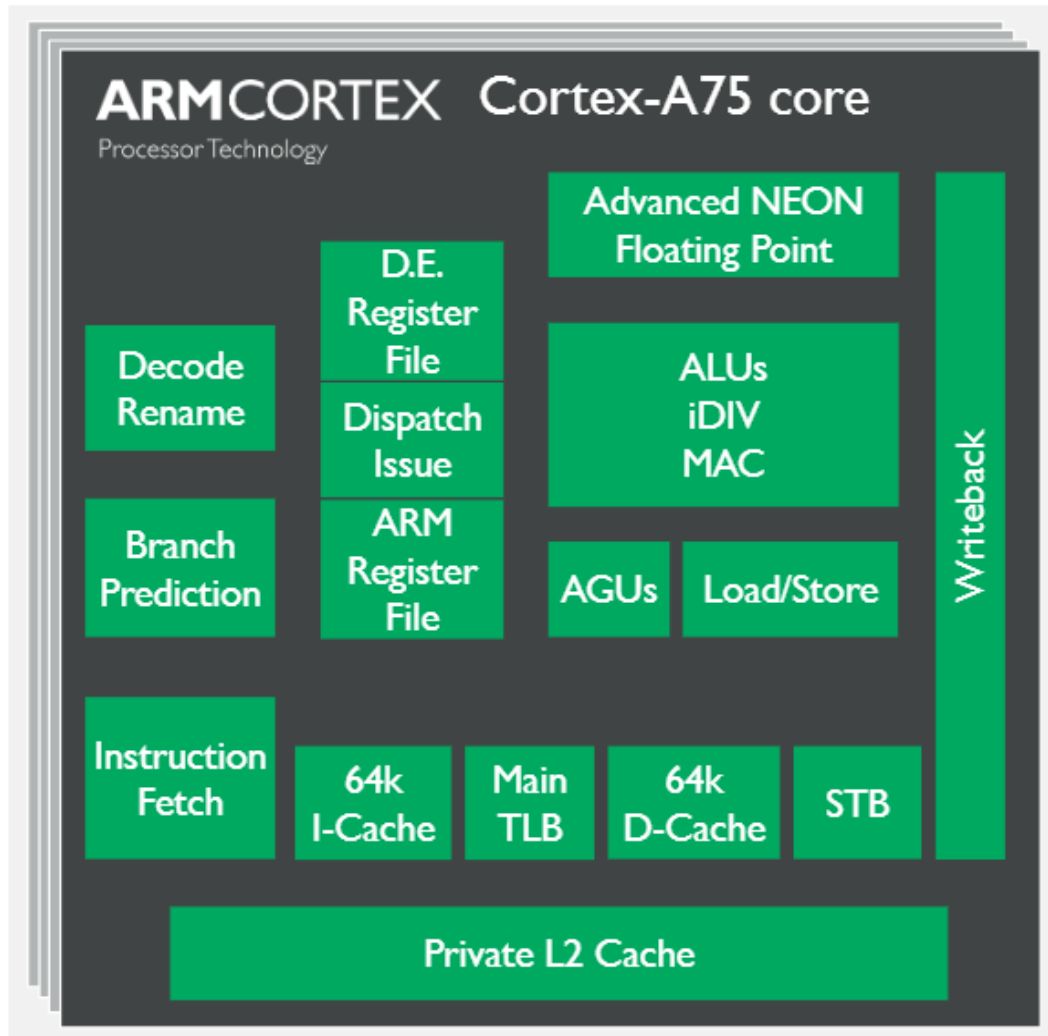 ARMCORTEX Cortex-A75 core
Processor Technology
Advanced NEON
Floating Point
D.E.
Register
File
Decode
Rename
Dispatch
Issue
ALUs
iDIV
MAC
Branch
Prediction
ARM
Register
File
AGUs
Load/Store
Writeback
Instruction
Fetch
64k
I-Cache
Main
TLB
64k
D-Cache
STB
Private L2 Cache